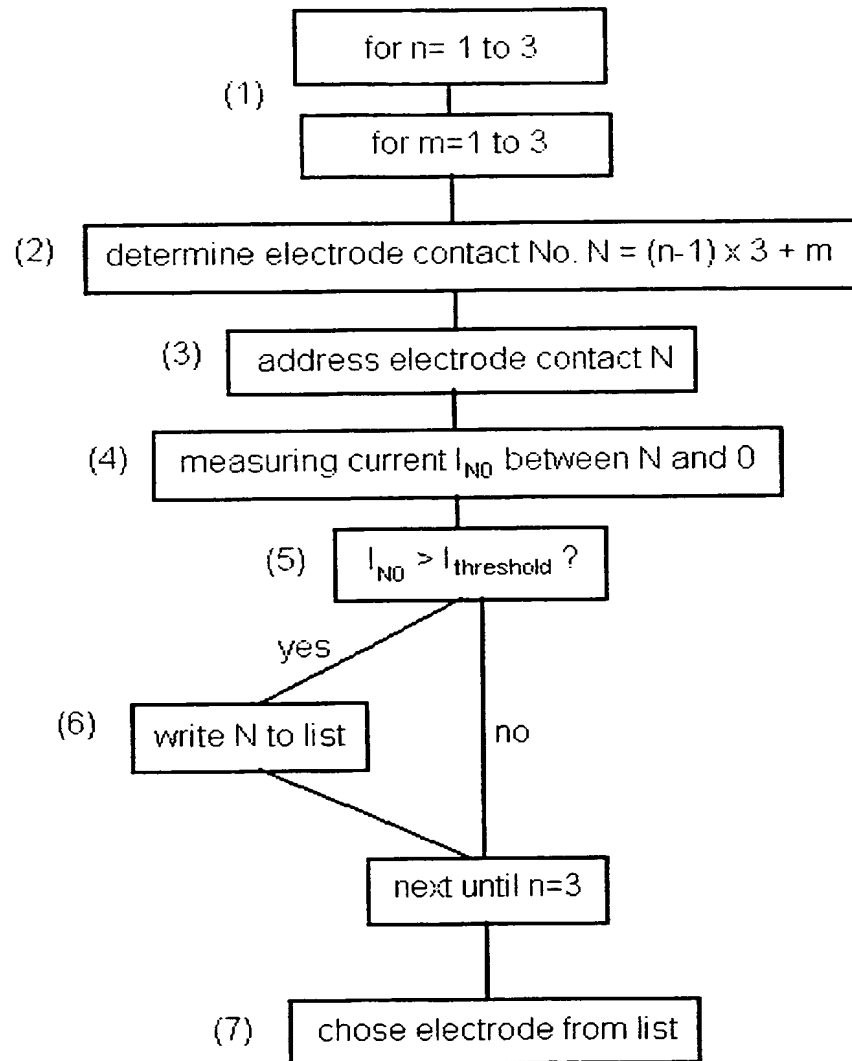 for n= 1 to 3
(1)
for m=1 to 3
(2) determine electrode contact No. N = (n-1) x 3 + m
(3) address electrode contact N
(4) measuring current I_N0 between N and 0
(5) I_N0 > I_threshold ?
yes
(6) write N to list
no
next until n=3
(7) chose electrode from list